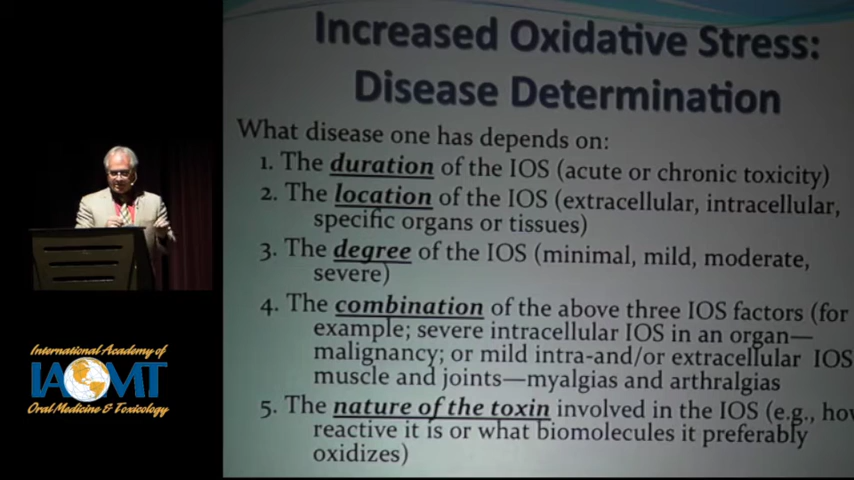 Increased Oxidative Stress:
Disease Determination
What disease one has depends on:
1. The duration of the IOS (acute or chronic toxicity)
2. The location of the IOS (extracellular, intracellular,
specific organs or tissues)
3. The degree of the IOS (minimal, mild, moderate,
severe)
4. The combination of the above three IOS factors (for
example; severe intracellular IOS in an organ—
malignancy; or mild intra-and/or extracellular IOS
muscle and joints—myalgias and arthralgias
5. The nature of the toxin involved in the IOS (e.g., how
reactive it is or what biomolecules it preferably
oxidizes)
International Academy of
IAOMT
Oral Medicine & Toxicology